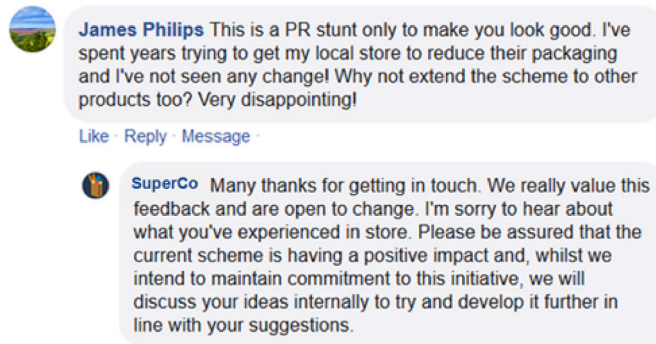 James Philips This is a PR stunt only to make you look good. I've
spent years trying to get my local store to reduce their packaging
and I've not seen any change! Why not extend the scheme to other
products too? Very disappointing!
Like · Reply · Message ·
SuperCo Many thanks for getting in touch. We really value this
feedback and are open to change. I'm sorry to hear about
what you've experienced in store. Please be assured that the
current scheme is having a positive impact and, whilst we
intend to maintain commitment to this initiative, we will
discuss your ideas internally to try and develop it further in
line with your suggestions.